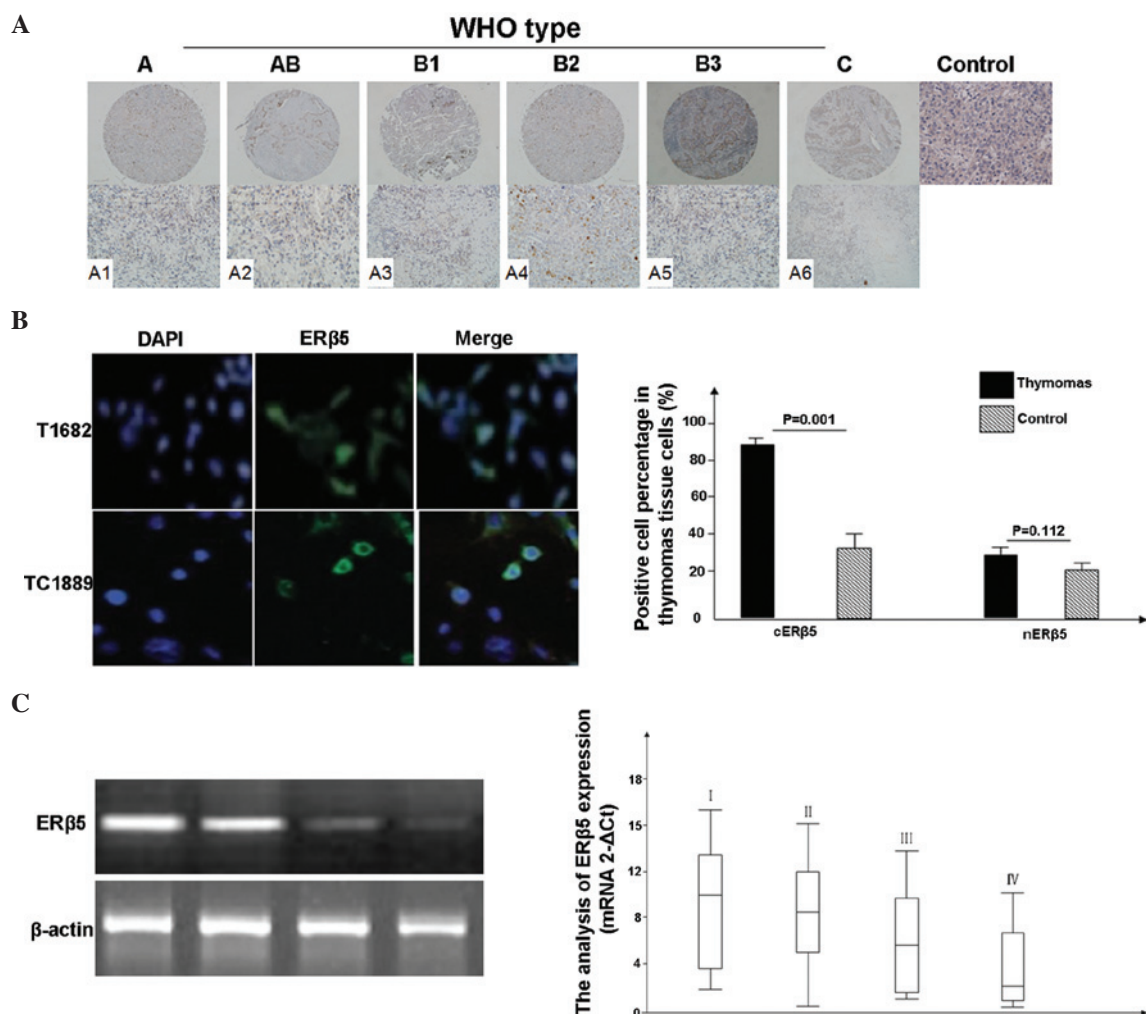 A
WHO type
A AB B1 B2 B3 C Control
A1 A2 A3 A4 A5 A6
B
DAPI ERβ5 Merge
T1682
TC1889
Positive cell percentage in
thymomas tissue cells (%)
100
80
60
40
20
0
P=0.001
P=0.112
Thymomas
Control
cERβ5 nERβ5
C
ERβ5
β-actin
The analysis of ERβ5 expression
(mRNA 2-ΔCt)
18
15
12
8
4
0
I
II
III
IV